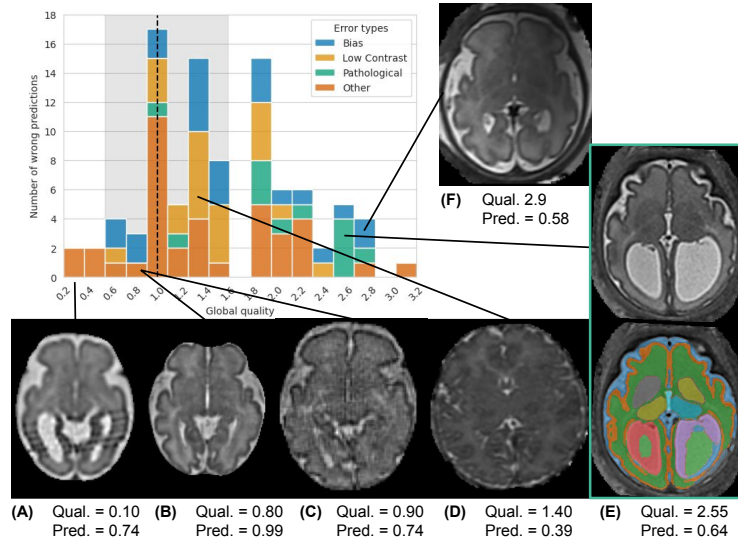 Error types
Bias
Low Contrast
Pathological
Other
Number of wrong predictions
18
16
14
12
10
8
6
4
2
0
0.2 0.4 0.6 0.8 1.0 1.2 1.4 1.6 1.8 2.0 2.2 2.4 2.6 2.8 3.0 3.2
Global quality
(F) Qual. 2.9
Pred. = 0.58
(A) Qual. = 0.10
Pred. = 0.74
(B) Qual. = 0.80
Pred. = 0.99
(C) Qual. = 0.90
Pred. = 0.74
(D) Qual. = 1.40
Pred. = 0.39
(E) Qual. = 2.55
Pred. = 0.64